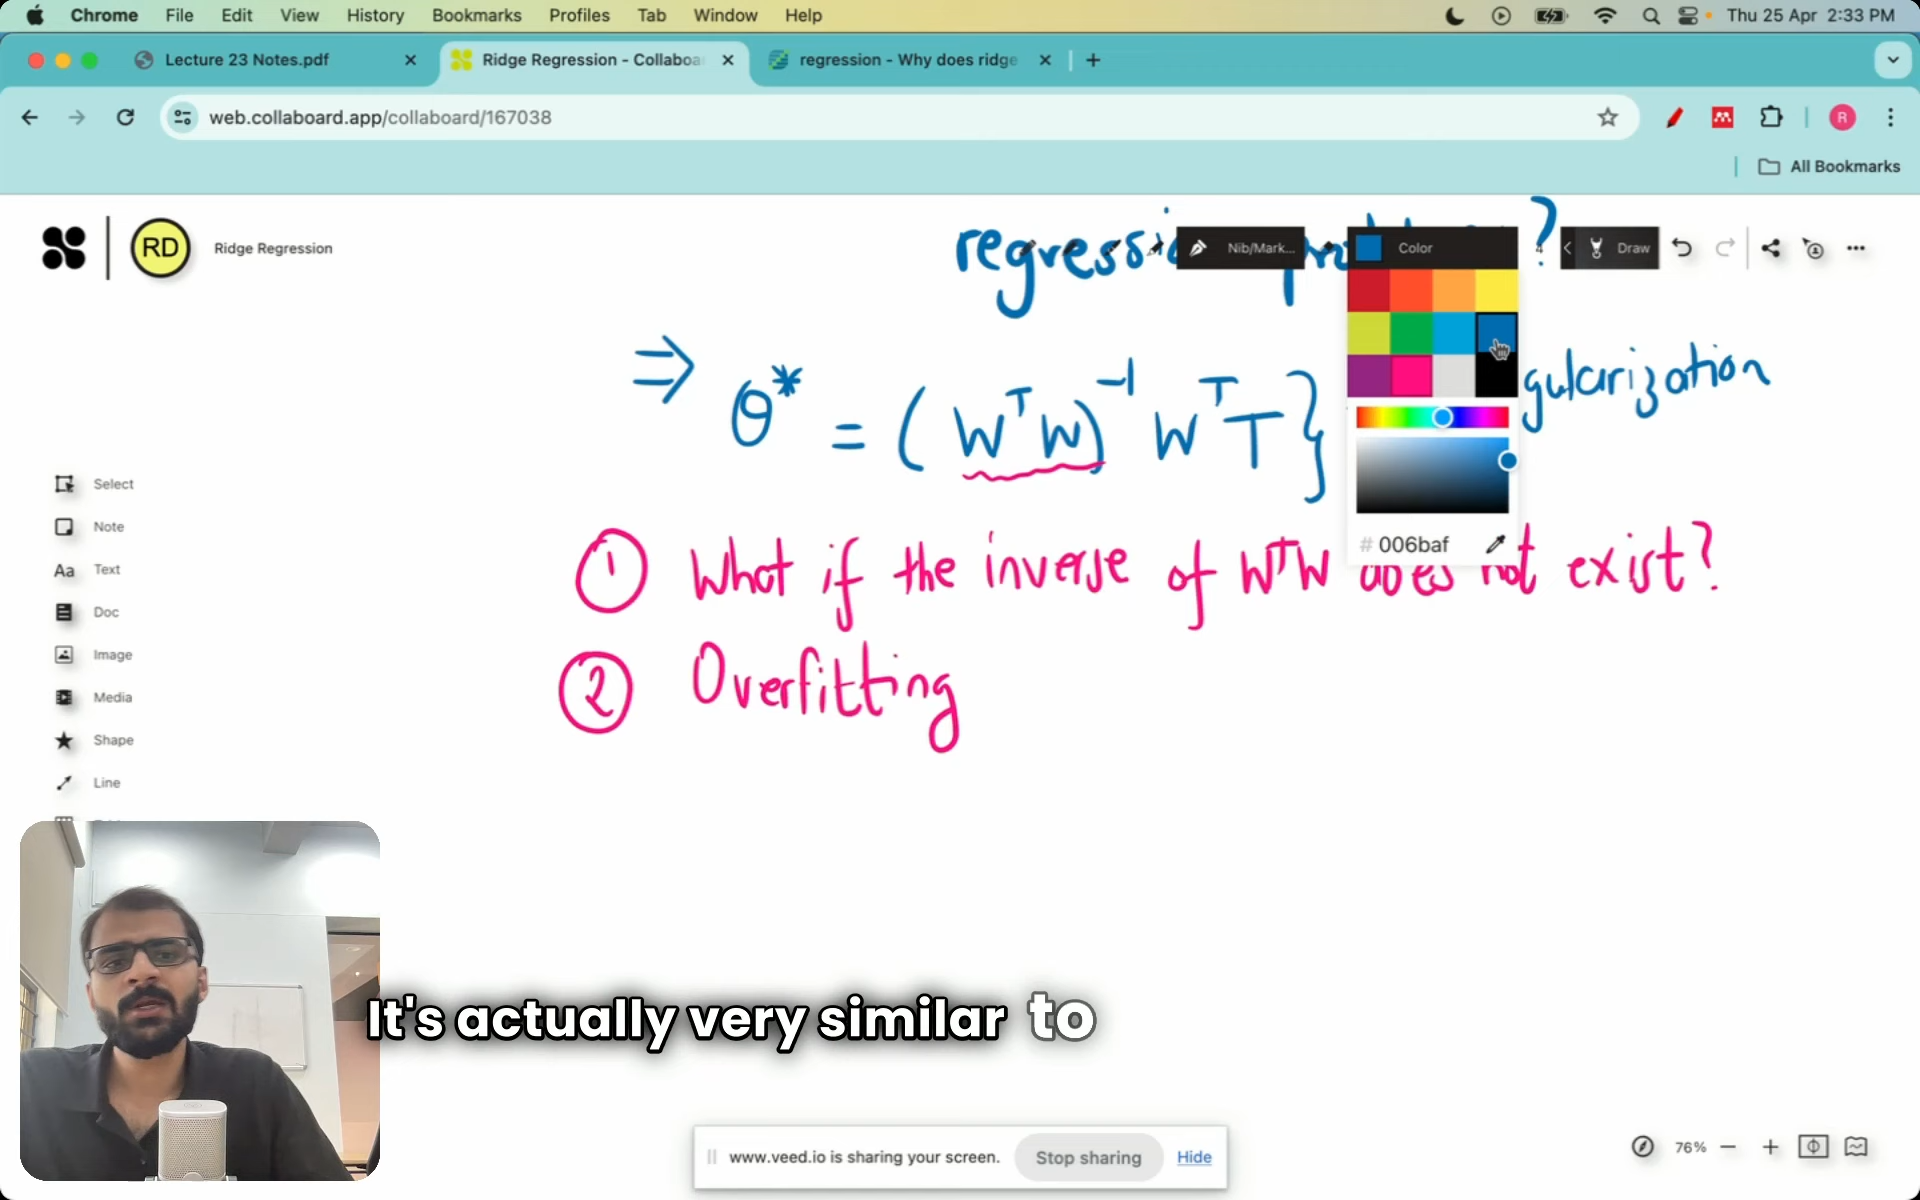 Chrome File Edit View History Bookmarks Profiles Tab Window Help Thu 25 Apr 2:33 PM
Lecture 23 Notes.pdf Ridge Regression - Collaboa regression - Why does ridge
web.collaboard.app/collaboard/167038 R
All Bookmarks
RD Ridge Regression Nib/Mark... Color Draw
?
θ* = (WᵀW)⁻¹ WᵀT}
gularization
Select
Note
Aa Text
Doc
Image
Media
Shape
Line
# 006baf
① What if the inverse of WᵀW does not exist?
② Overfitting
It's actually very similar to
www.veed.io is sharing your screen. Stop sharing Hide
76%